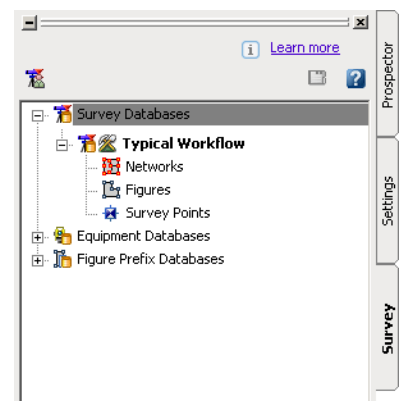 Learn more
Survey Databases
Typical Workflow
Networks
Figures
Survey Points
Equipment Databases
Figure Prefix Databases
Prospector
Settings
Survey